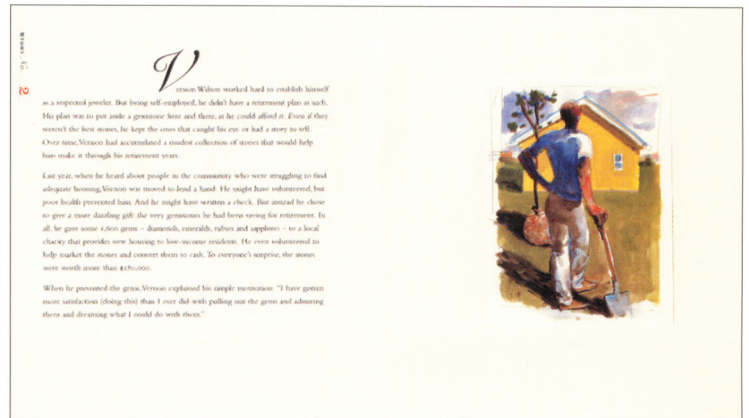 STORY No. 2
Vernon Wilson worked hard to establish himself
as a respected jeweler. But being self-employed, he didn't have a retirement plan as such.
His plan was to put aside a gemstone here and there, as he could afford it. Even if they
weren't the best stones, he kept the ones that caught his eye or had a story to tell.
Over time, Vernon had accumulated a modest collection of stones that would help
him make it through his retirement years.
Last year, when he heard about people in the community who were struggling to find
adequate housing, Vernon was moved to lend a hand. He might have volunteered, but
poor health prevented him. And he might have written a check. But instead he chose
to give a more dazzling gift: the very gemstones he had been saving for retirement. In
all, he gave some 1,600 gems – diamonds, emeralds, rubies and sapphires – to a local
charity that provides new housing to low-income residents. He even volunteered to
help market the stones and convert them to cash. To everyone's surprise, the stones
were worth more than $180,000.
When he presented the gems, Vernon explained his simple motivation: "I have gotten
more satisfaction (doing this) than I ever did with pulling out the gems and admiring
them and dreaming what I could do with them."